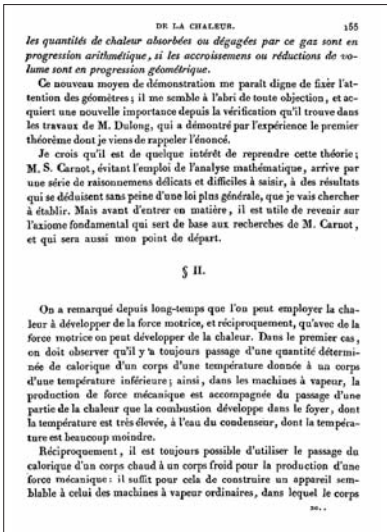 DE LA CHALEUR. 155
les quantités de chaleur absorbées ou dégagées par ce gaz sont en
progression arithmétique, si les accroissemens ou réductions de vo-
lume sont en progression géométrique.
Ce nouveau moyen de démonstration me paraît digne de fixer l'at-
tention des géomètres ; il me semble à l'abri de toute objection, et ac-
quiert une nouvelle importance depuis la vérification qu'il trouve dans
les travaux de M. Dulong, qui a démontré par l'expérience le premier
théorème dont je viens de rappeler l'énoncé.
Je crois qu'il est de quelque intérêt de reprendre cette théorie ;
M. S. Carnot, évitant l'emploi de l'analyse mathématique, arrive par
une série de raisonnemens délicats et difficiles à saisir, à des résultats
qui se déduisent sans peine d'une loi plus générale, que je vais chercher
à établir. Mais avant d'entrer en matière, il est utile de revenir sur
l'axiome fondamental qui sert de base aux recherches de M. Carnot,
et qui sera aussi mon point de départ.
§ II.
On a remarqué depuis long-temps que l'on peut employer la cha-
leur à développer de la force motrice, et réciproquement, qu'avec de la
force motrice on peut développer de la chaleur. Dans le premier cas,
on doit observer qu'il y a toujours passage d'une quantité détermi-
née de calorique d'un corps d'une température donnée à un corps
d'une température inférieure ; ainsi, dans les machines à vapeur, la
production de force mécanique est accompagnée du passage d'une
partie de la chaleur que la combustion développe dans le foyer, dont
la température est très élevée, à l'eau du condenseur, dont la tempéra-
ture est beaucoup moindre.
Réciproquement, il est toujours possible d'utiliser le passage du
calorique d'un corps chaud à un corps froid pour la production d'une
force mécanique : il suffit pour cela de construire un appareil sem-
blable à celui des machines à vapeur ordinaires, dans lequel le corps